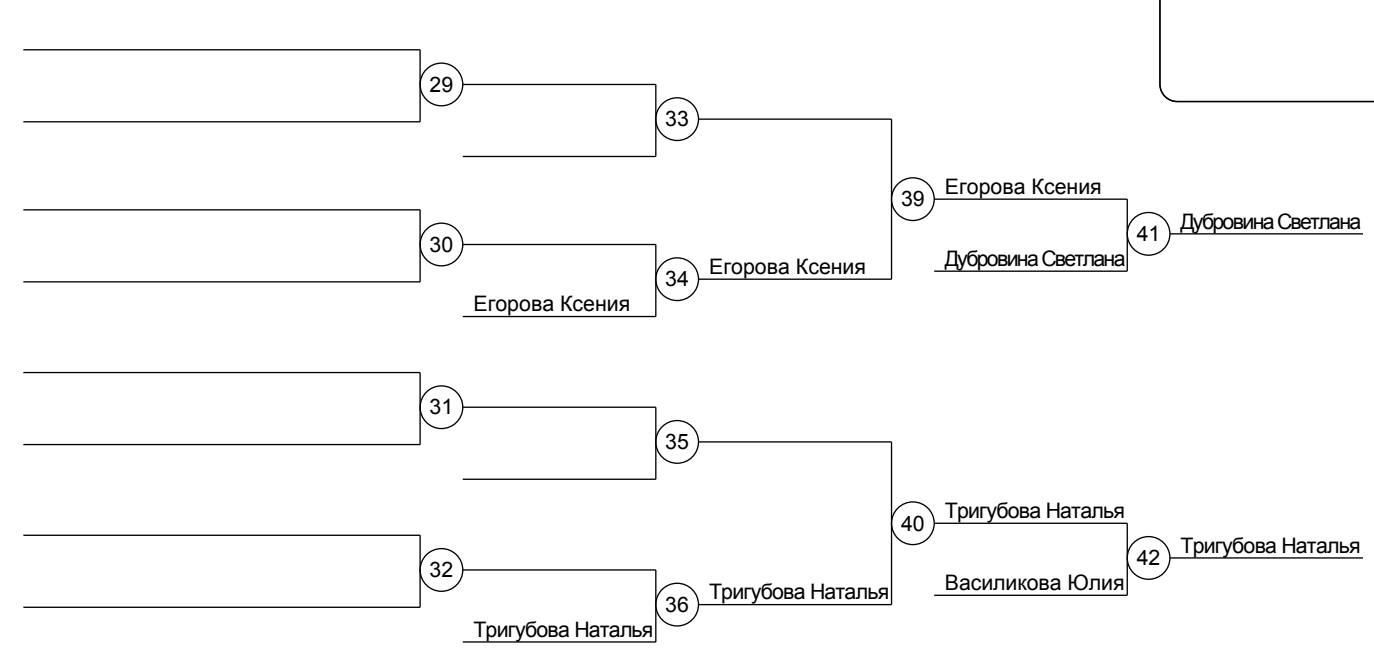 29
33
39
Егорова Ксения
41
Дубровина Светлана
Дубровина Светлана
30
34
Егорова Ксения
Егорова Ксения
31
35
40
Тригубова Наталья
42
Тригубова Наталья
Василикова Юлия
32
36
Тригубова Наталья
Тригубова Наталья